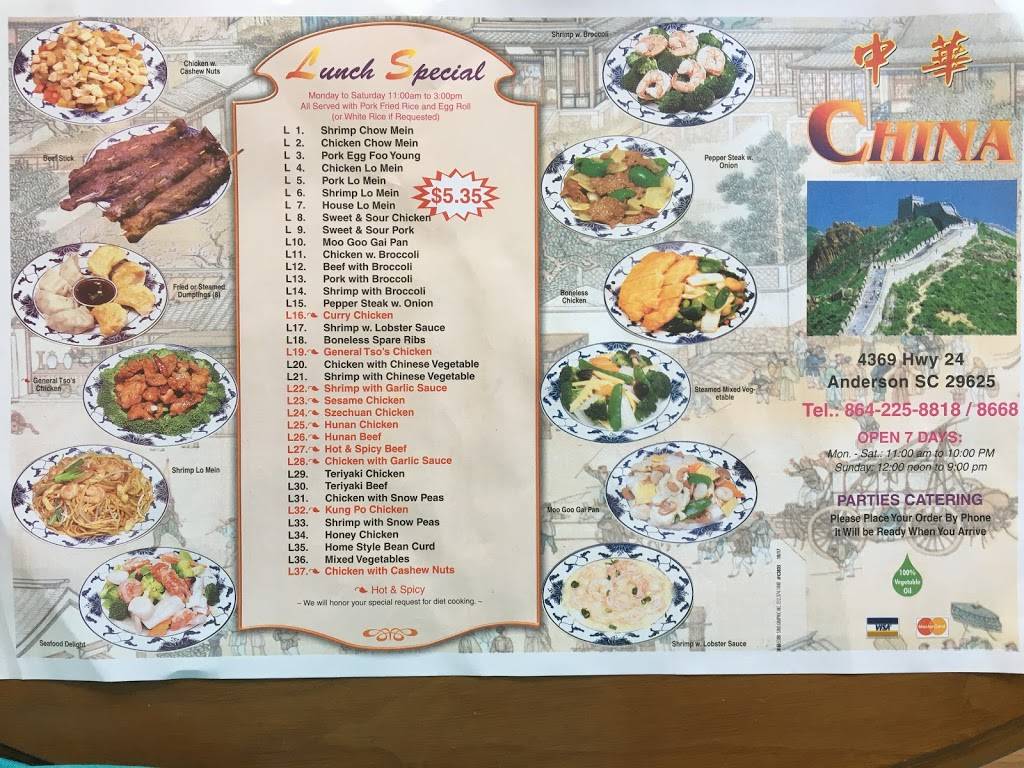 Chicken w.
Cashew Nuts
Beef Stick
Fried or Steamed
Dumplings (8)
General Tso's
Chicken
Shrimp Lo Mein
Seafood Delight
Lunch Special
Monday to Saturday 11:00am to 3:00pm
All Served with Pork Fried Rice and Egg Roll
(or White Rice if Requested)
L 1. Shrimp Chow Mein
L 2. Chicken Chow Mein
L 3. Pork Egg Foo Young
L 4. Chicken Lo Mein
L 5. Pork Lo Mein
L 6. Shrimp Lo Mein
L 7. House Lo Mein
L 8. Sweet & Sour Chicken
L 9. Sweet & Sour Pork
L10. Moo Goo Gai Pan
L11. Chicken w. Broccoli
L12. Beef with Broccoli
L13. Pork with Broccoli
L14. Shrimp with Broccoli
L15. Pepper Steak w. Onion
L16. Curry Chicken
L17. Shrimp w. Lobster Sauce
L18. Boneless Spare Ribs
L19. General Tso's Chicken
L20. Chicken with Chinese Vegetable
L21. Shrimp with Chinese Vegetable
L22. Shrimp with Garlic Sauce
L23. Sesame Chicken
L24. Szechuan Chicken
L25. Hunan Chicken
L26. Hunan Beef
L27. Hot & Spicy Beef
L28. Chicken with Garlic Sauce
L29. Teriyaki Chicken
L30. Teriyaki Beef
L31. Chicken with Snow Peas
L32. Kung Po Chicken
L33. Shrimp with Snow Peas
L34. Honey Chicken
L35. Home Style Bean Curd
L36. Mixed Vegetables
L37. Chicken with Cashew Nuts
$5.35
Hot & Spicy
~ We will honor your special request for diet cooking. ~
Shrimp w. Broccoli
Pepper Steak w.
Onion
Boneless
Chicken
Steamed Mixed Veg-
etable
Moo Goo Gai Pan
Shrimp w. Lobster Sauce
中華
CHINA
4369 Hwy 24
Anderson SC 29625
Tel.: 864-225-8818 / 8668
OPEN 7 DAYS:
Mon. - Sat.: 11:00 am to 10:00 PM
Sunday: 12:00 noon to 9:00 pm
PARTIES CATERING
Please Place Your Order By Phone
It Will be Ready When You Arrive
100%
Vegetable
Oil
VISA
MasterCard